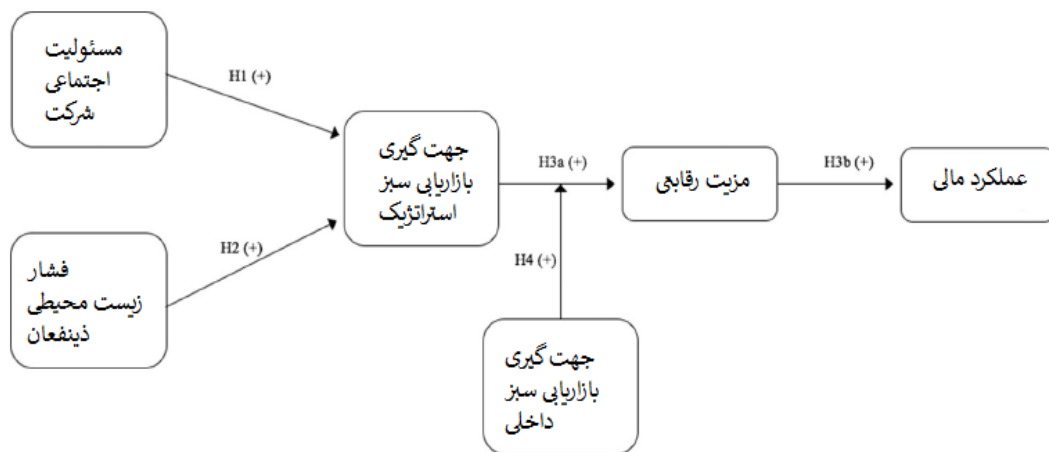 مسئولیت
اجتماعی
شرکت
H1 (+)
جهت گیری
بازاریابی سبز
استراتژیک
H3a (+)
مزیت رقابتی
H3b (+)
عملکرد مالی
H2 (+)
H4 (+)
فشار
زیست محیطی
ذینفعان
جهت گیری
بازاریابی سبز
داخلی